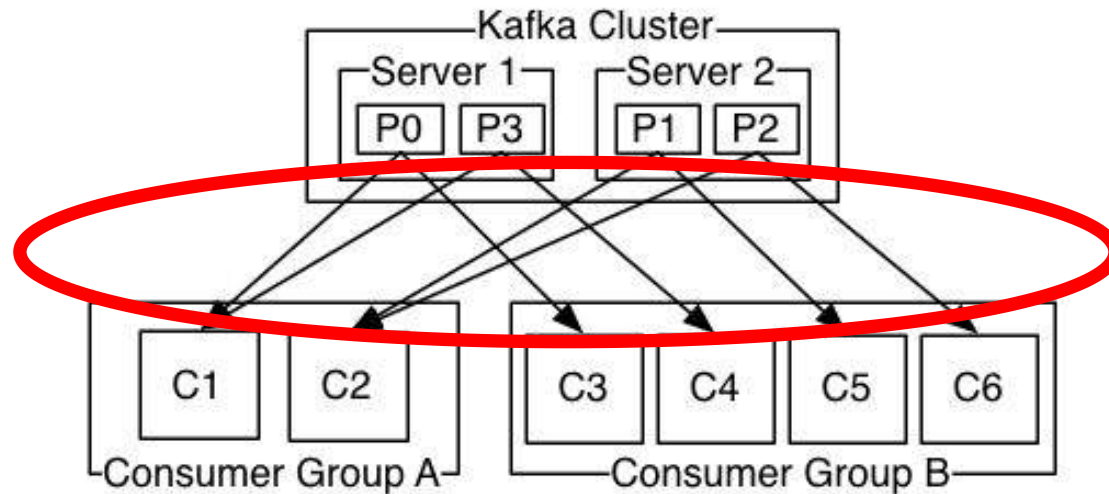 Kafka Cluster
Server 1 Server 2
P0 P3 P1 P2
C1 C2 C3 C4 C5 C6
Consumer Group A Consumer Group B